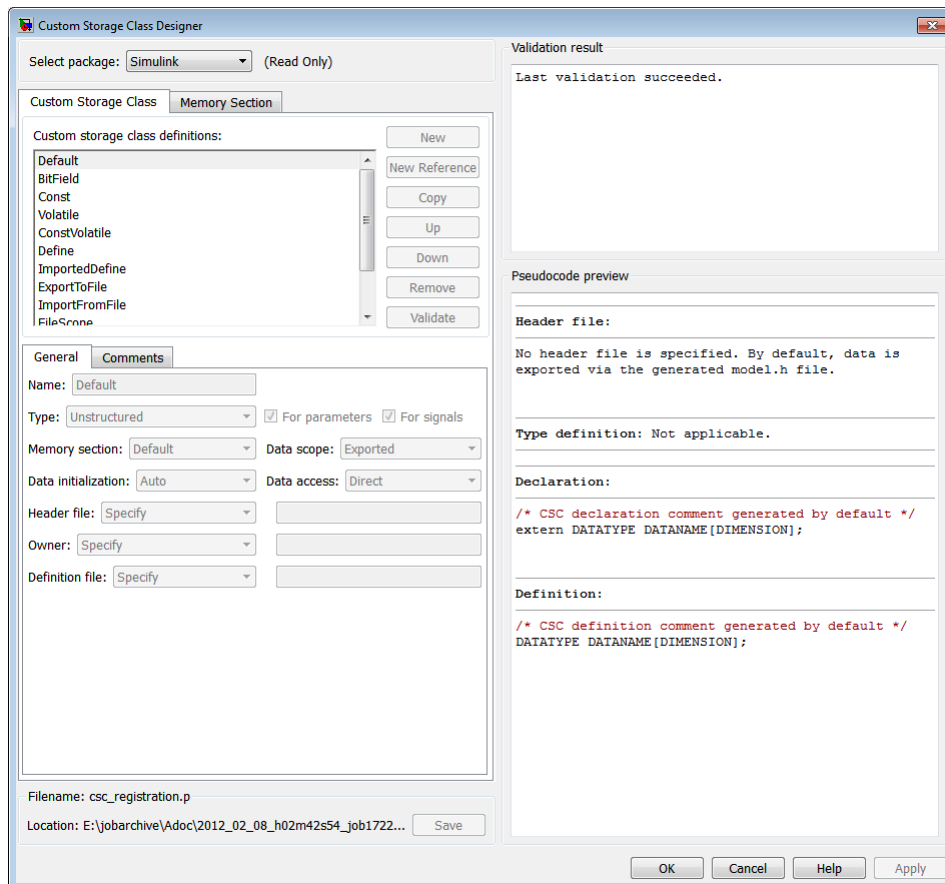 Custom Storage Class Designer
Select package: Simulink (Read Only)
Custom Storage Class Memory Section
Custom storage class definitions:
Default
BitField
Const
Volatile
ConstVolatile
Define
ImportedDefine
ExportToFile
ImportFromFile
FileScope
New
New Reference
Copy
Up
Down
Remove
Validate
General Comments
Name: Default
Type: Unstructured For parameters For signals
Memory section: Default Data scope: Exported
Data initialization: Auto Data access: Direct
Header file: Specify
Owner: Specify
Definition file: Specify
Filename: csc_registration.p
Location: E:\jobarchive\Adoc\2012_02_08_h02m42s54_job1722... Save
Validation result
Last validation succeeded.
Pseudocode preview
Header file:
No header file is specified. By default, data is
exported via the generated model.h file.
Type definition: Not applicable.
Declaration:
/* CSC declaration comment generated by default */
extern DATATYPE DATANAME[DIMENSION];
Definition:
/* CSC definition comment generated by default */
DATATYPE DATANAME[DIMENSION];
OK Cancel Help Apply